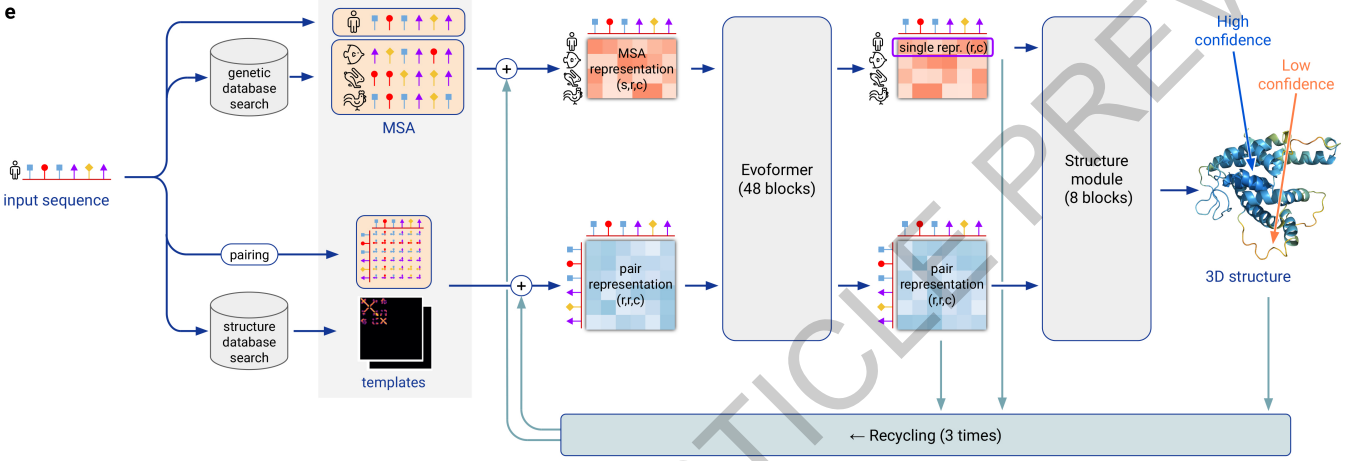 e
genetic
database
search
MSA
input sequence
pairing
structure
database
search
templates
MSA
representation
(s,r,c)
pair
representation
(r,r,c)
Evoformer
(48 blocks)
single repr. (r,c)
pair
representation
(r,r,c)
Structure
module
(8 blocks)
High
confidence
Low
confidence
3D structure
← Recycling (3 times)
TICLE PREV